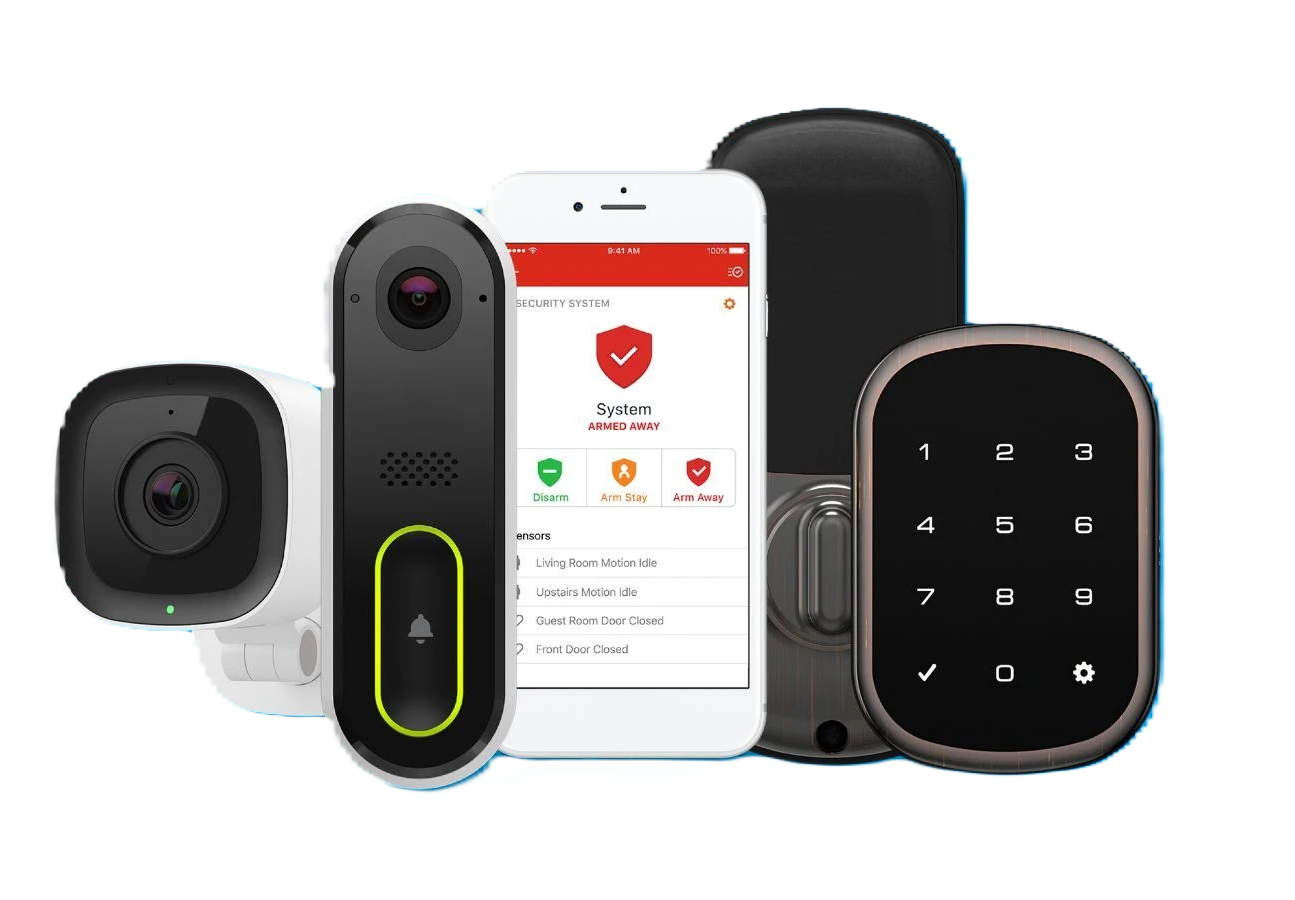 9:41 AM 100%
SECURITY SYSTEM
System
ARMED AWAY
Disarm Arm Stay Arm Away
ensors
Living Room Motion Idle
Upstairs Motion Idle
Guest Room Door Closed
Front Door Closed
1 2 3
4 5 6
7 8 9
0